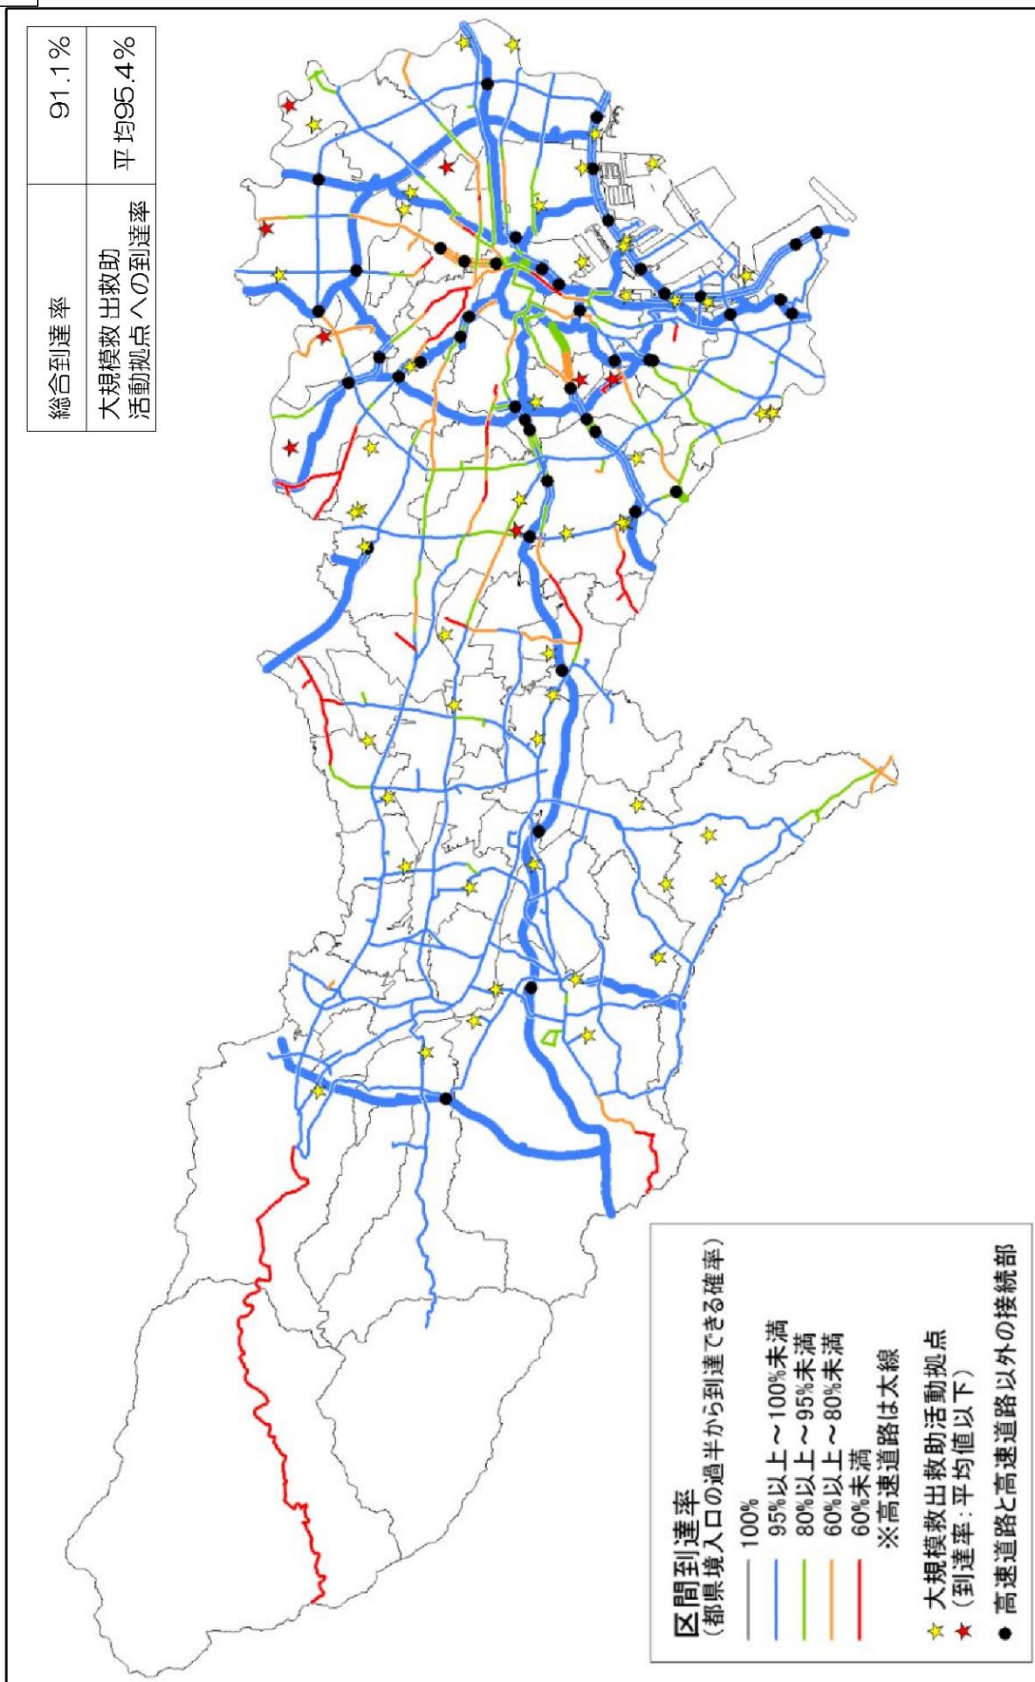 総合到達率 91.1%
大規模救出救助
活動拠点への到達率 平均95.4%
区間到達率
(都県境入口の過半から到達できる確率)
100%
95%以上～100%未満
80%以上～95%未満
60%以上～80%未満
60%未満
※高速道路は太線
大規模救出救助活動拠点
(到達率:平均値以下)
高速道路と高速道路以外の接続部